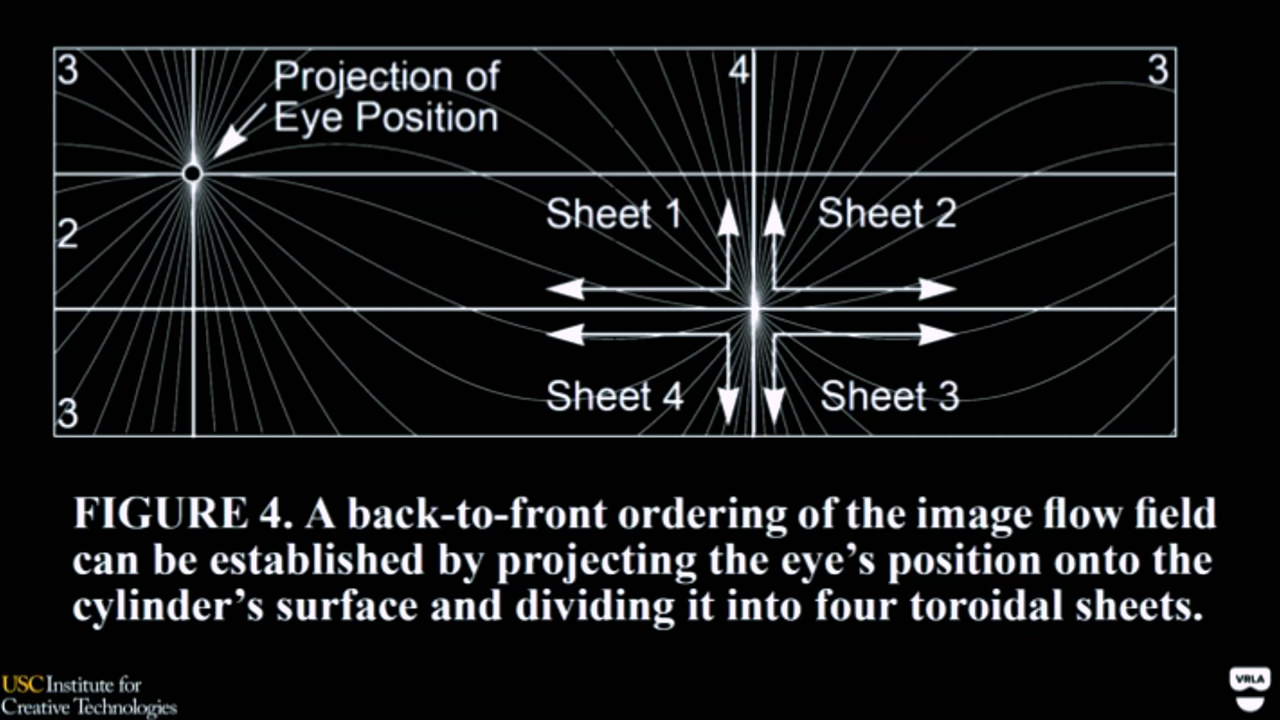 3
4
3
Projection of
Eye Position
Sheet 1
Sheet 2
2
Sheet 4
Sheet 3
3
FIGURE 4. A back-to-front ordering of the image flow field
can be established by projecting the eye’s position onto the
cylinder’s surface and dividing it into four toroidal sheets.
USC Institute for
Creative Technologies
VRLA